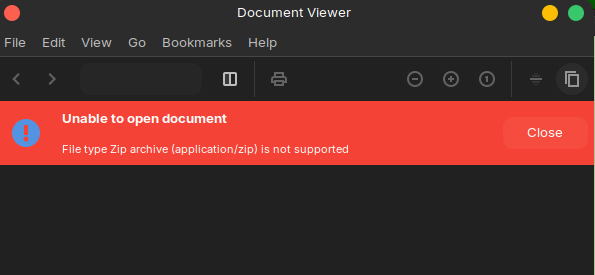 Document Viewer
File Edit View Go Bookmarks Help
1
Unable to open document
File type Zip archive (application/zip) is not supported
Close